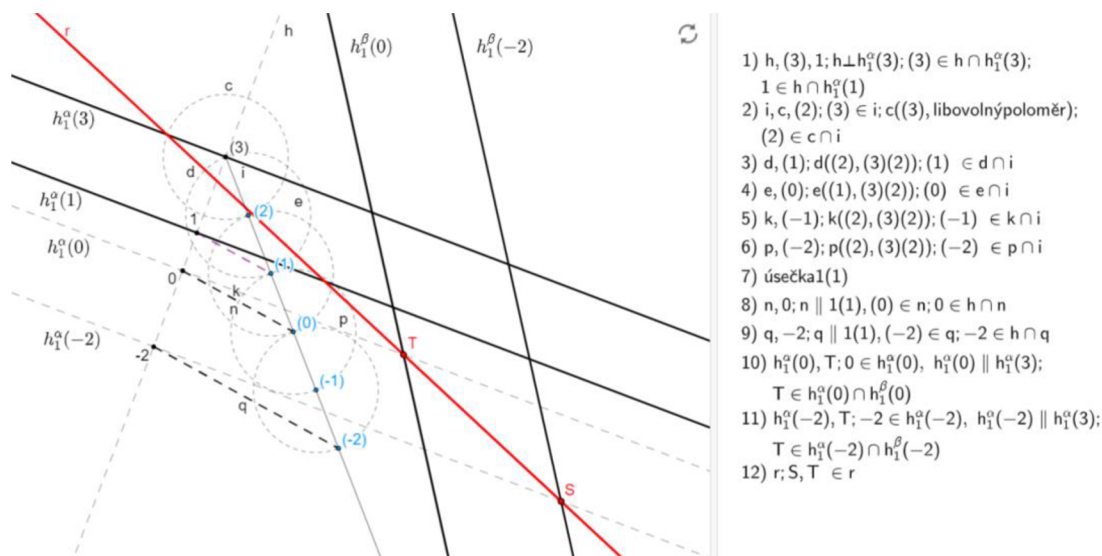 r
h
h₁^β(0)
h₁^β(-2)
c
h₁^α(3)
(3)
d
i
e
h₁^α(1)
1
(2)
h₁^α(0)
(1)
0
k
n
(0)
p
T
h₁^α(-2)
-2
(-1)
q
(-2)
S
1) h, (3), 1; h⊥h₁^α(3); (3) ∈ h ∩ h₁^α(3);
1 ∈ h ∩ h₁^α(1)
2) i, c, (2); (3) ∈ i; c((3), libovolnýpoloměr);
(2) ∈ c ∩ i
3) d, (1); d((2), (3)(2)); (1) ∈ d ∩ i
4) e, (0); e((1), (3)(2)); (0) ∈ e ∩ i
5) k, (−1); k((2), (3)(2)); (−1) ∈ k ∩ i
6) p, (−2); p((2), (3)(2)); (−2) ∈ p ∩ i
7) úsečka1(1)
8) n, 0; n ∥ 1(1), (0) ∈ n; 0 ∈ h ∩ n
9) q, −2; q ∥ 1(1), (−2) ∈ q; −2 ∈ h ∩ q
10) h₁^α(0), T; 0 ∈ h₁^α(0), h₁^α(0) ∥ h₁^α(3);
T ∈ h₁^α(0) ∩ h₁^β(0)
11) h₁^α(−2), T; −2 ∈ h₁^α(−2), h₁^α(−2) ∥ h₁^α(3);
T ∈ h₁^α(−2) ∩ h₁^β(−2)
12) r; S, T ∈ r